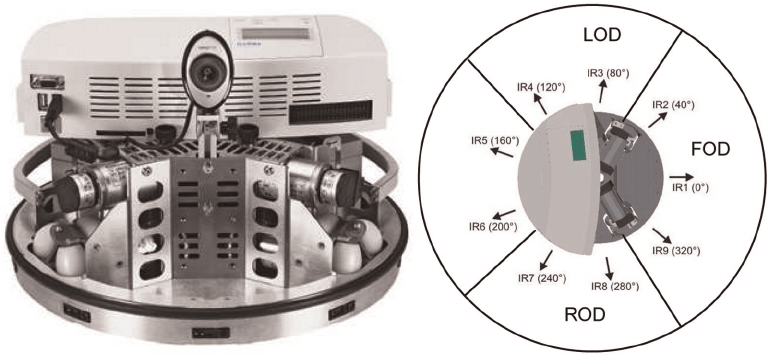 LOD
IR3 (80°)
IR4 (120°)
IR2 (40°)
IR5 (160°)
FOD
IR1 (0°)
IR6 (200°)
IR9 (320°)
IR7 (240°)
IR8 (280°)
ROD